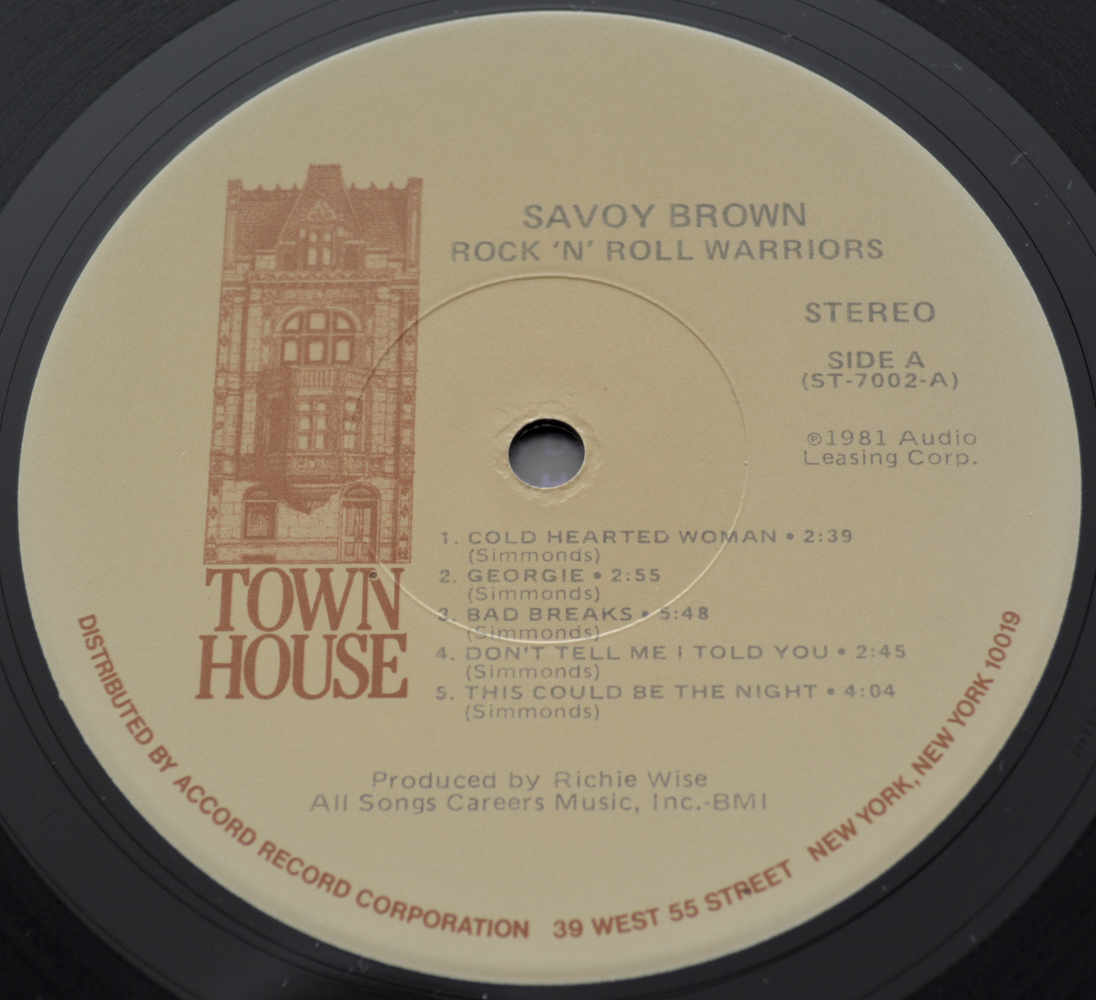 SAVOY BROWN
ROCK 'N' ROLL WARRIORS
STEREO
SIDE A
(ST-7002-A)
℗1981 Audio
Leasing Corp.
1. COLD HEARTED WOMAN • 2:39
(Simmonds)
2. GEORGIE • 2:55
(Simmonds)
3. BAD BREAKS • 5:48
(Simmonds)
4. DON'T TELL ME I TOLD YOU • 2:45
(Simmonds)
5. THIS COULD BE THE NIGHT • 4:04
(Simmonds)
TOWN
HOUSE
Produced by Richie Wise
All Songs Careers Music, Inc.-BMI
DISTRIBUTED BY ACCORD RECORD CORPORATION 39 WEST 55 STREET NEW YORK, NEW YORK 10019